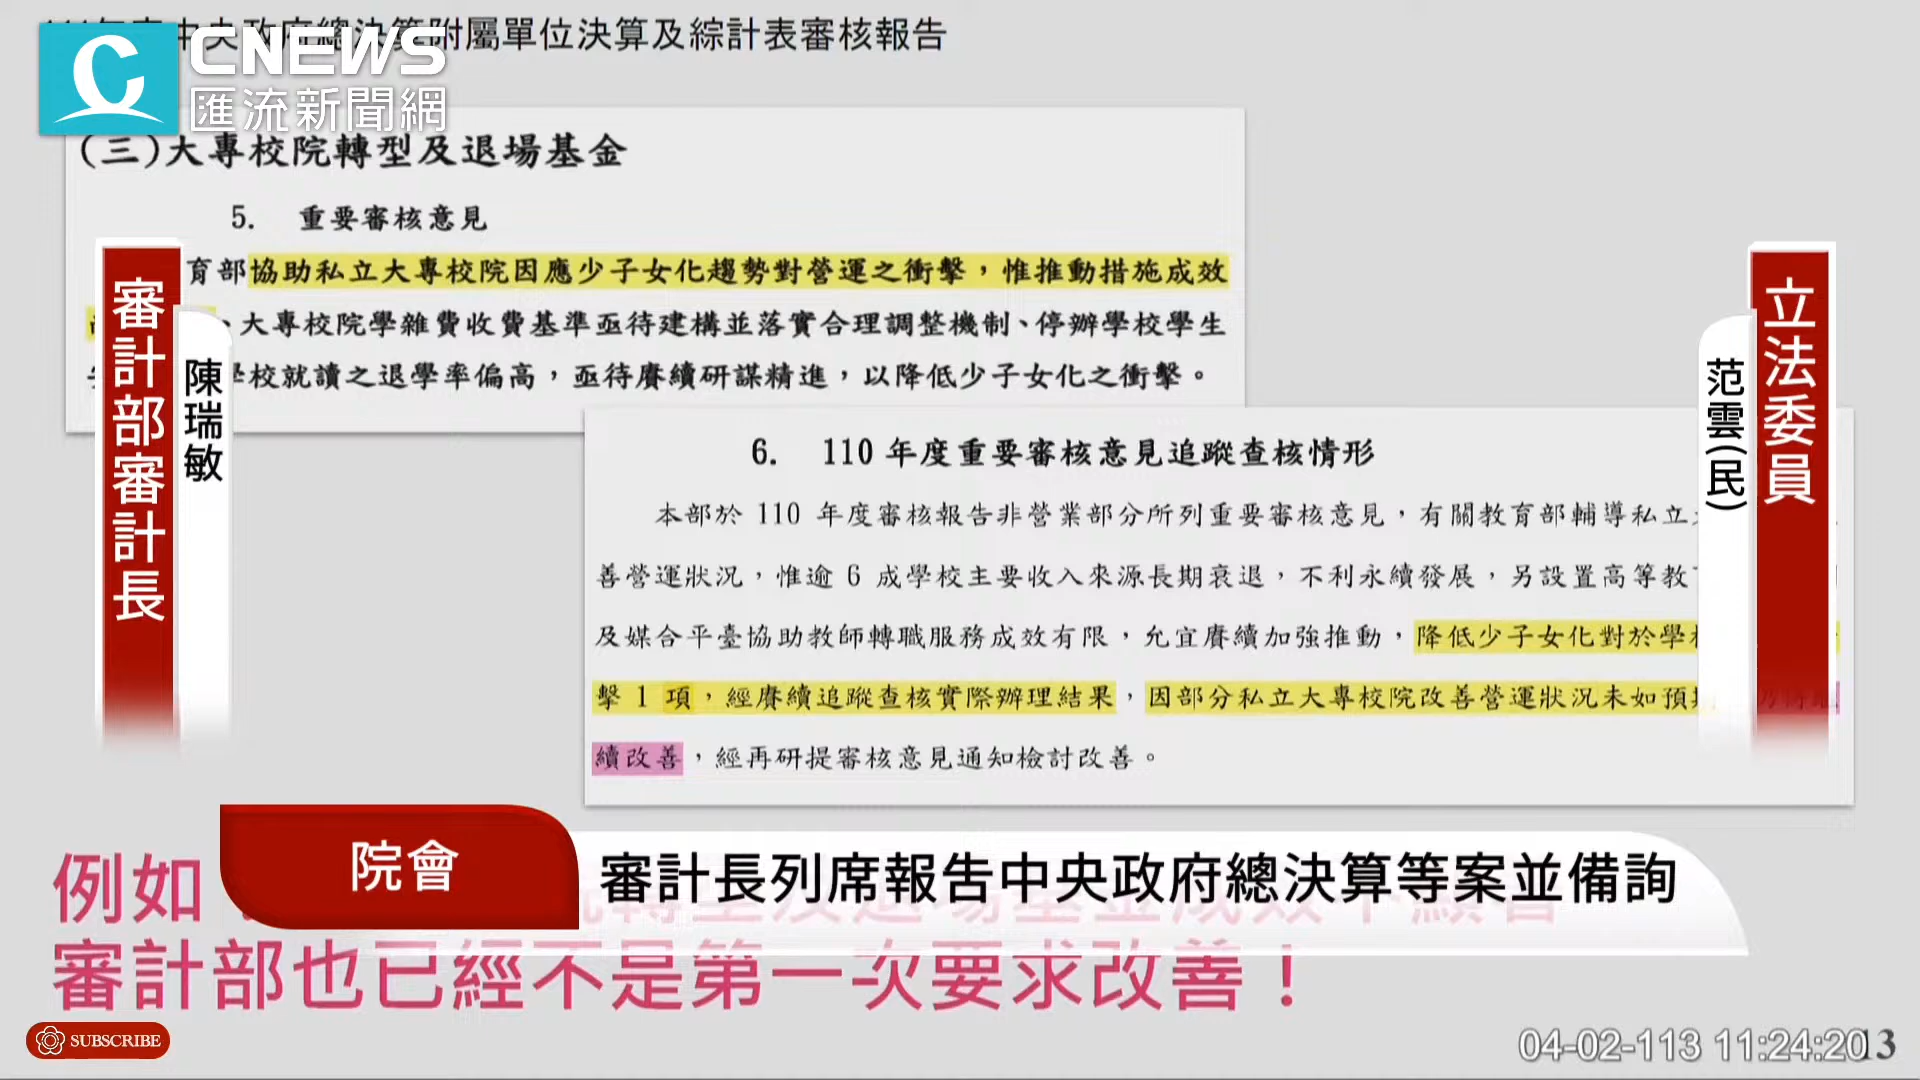 中央政府總決算附屬單位決算及綜計表審核報告
CNEWS
匯流新聞網
(三)大專校院轉型及退場基金
5. 重要審核意見
育部協助私立大專校院因應少子女化趨勢對營運之衝擊，惟推動措施成效
、大專校院學雜費收費基準亟待建構並落實合理調整機制、停辦學校學生
學校就讀之退學率偏高，亟待賡續研謀精進，以降低少子女化之衝擊。
審計部審計長
陳瑞敏
立法委員
范雲(民)
6. 110 年度重要審核意見追蹤查核情形
本部於 110 年度審核報告非營業部分所列重要審核意見，有關教育部輔導私立
善營運狀況，惟逾 6 成學校主要收入來源長期衰退，不利永續發展，另設置高等教
及媒合平臺協助教師轉職服務成效有限，允宜賡續加強推動，降低少子女化對於學
擊 1 項，經賡續追蹤查核實際辦理結果，因部分私立大專校院改善營運狀況未如預期
續改善，經再研提審核意見通知檢討改善。
院會
審計長列席報告中央政府總決算等案並備詢
例如
審計部也已經不是第一次要求改善！
SUBSCRIBE
04-02-113 11:24:20
13